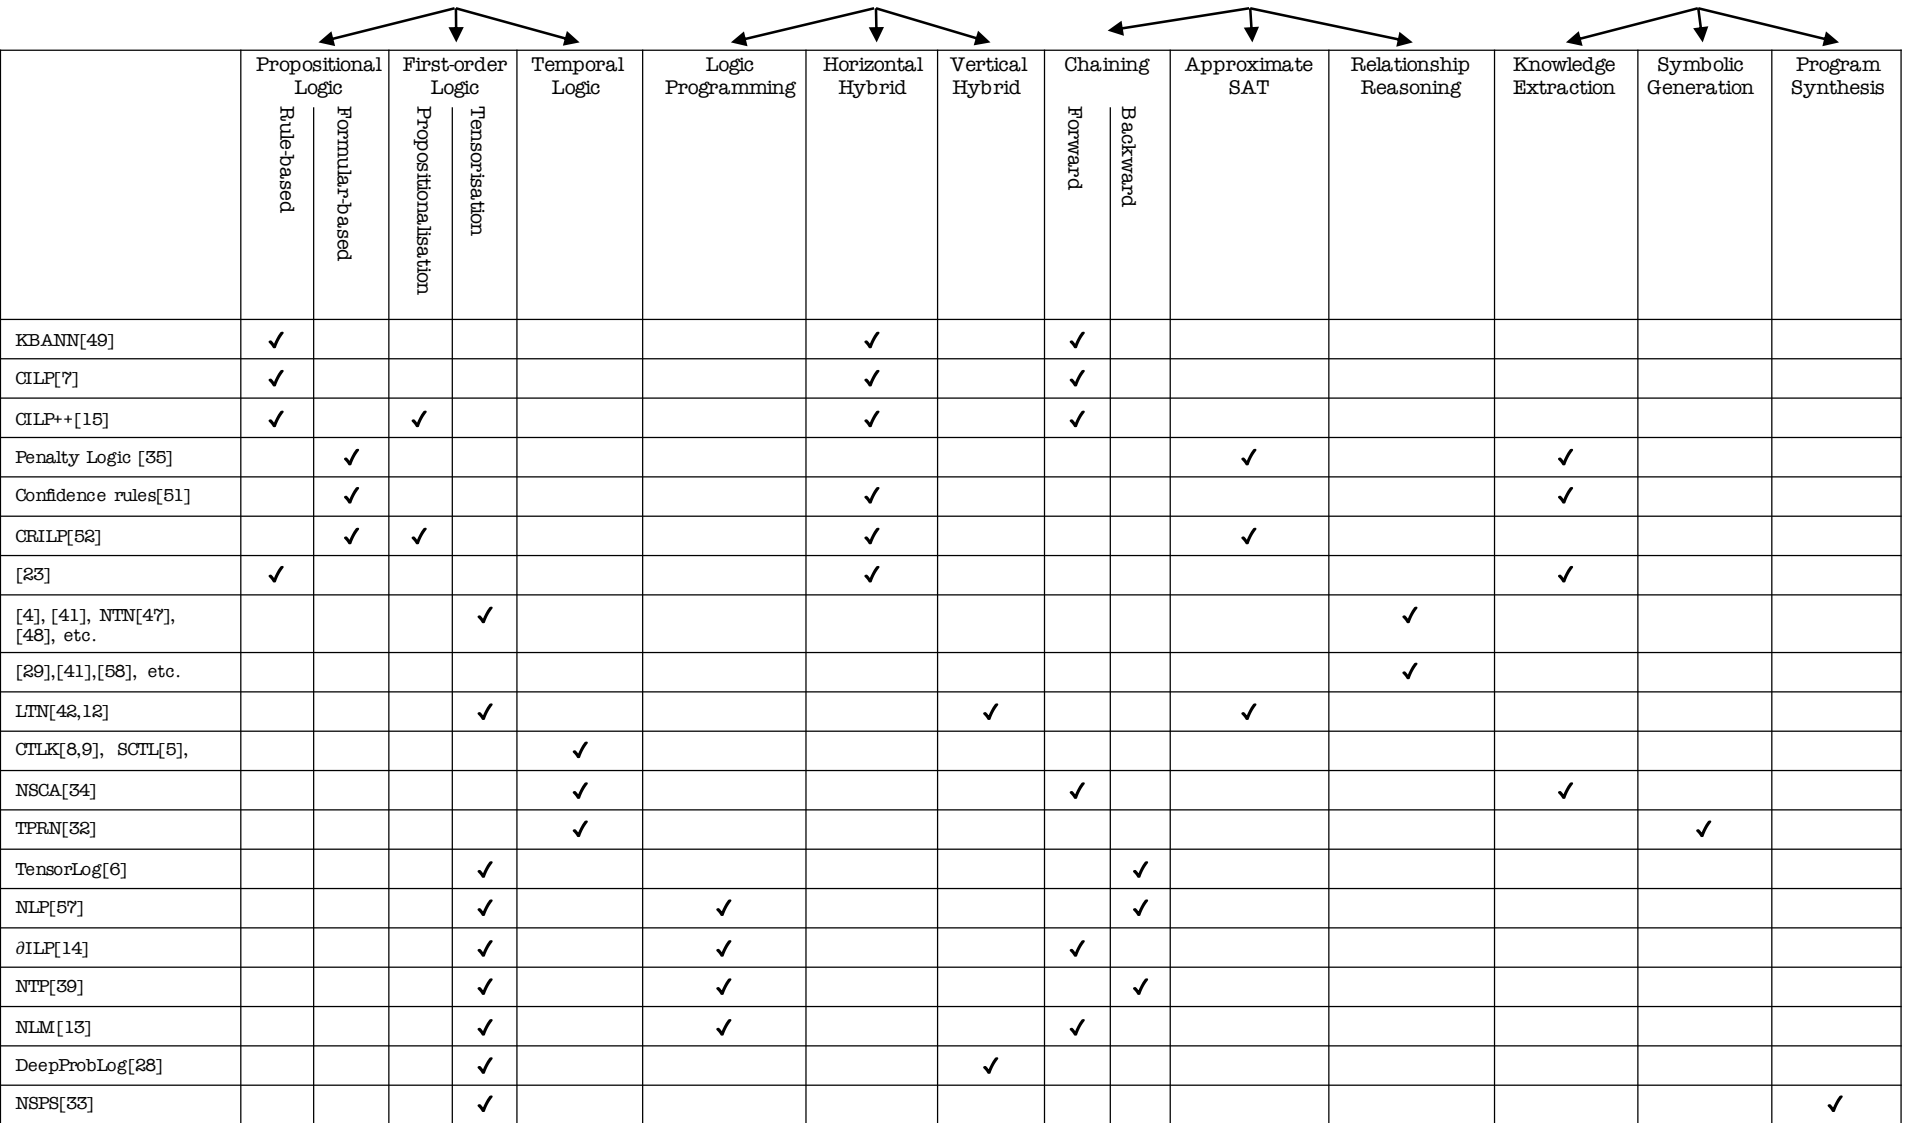 Propositional Logic
First-order Logic
Temporal Logic
Logic Programming
Horizontal Hybrid
Vertical Hybrid
Chaining
Approximate SAT
Relationship Reasoning
Knowledge Extraction
Symbolic Generation
Program Synthesis
Rule-based
Formular-based
Propositionalisation
Tensorisation
Forward
Backward
KBANN[49] ✓ ✓ ✓
CILP[7] ✓ ✓ ✓
CILP++[15] ✓ ✓ ✓ ✓
Penalty Logic [35] ✓ ✓ ✓
Confidence rules[51] ✓ ✓ ✓
CRILP[52] ✓ ✓ ✓ ✓
[23] ✓ ✓ ✓
[4], [41], NTN[47], ✓ ✓
[48], etc.
[29],[41],[58], etc. ✓
LTN[42,12] ✓ ✓ ✓
CTLK[8,9], SCTL[5], ✓
NSCA[34] ✓ ✓ ✓
TPRN[32] ✓ ✓
TensorLog[6] ✓ ✓
NLP[57] ✓ ✓ ✓
∂ILP[14] ✓ ✓ ✓
NTP[39] ✓ ✓ ✓
NLM[13] ✓ ✓ ✓
DeepProbLog[28] ✓ ✓
NSPS[33] ✓ ✓